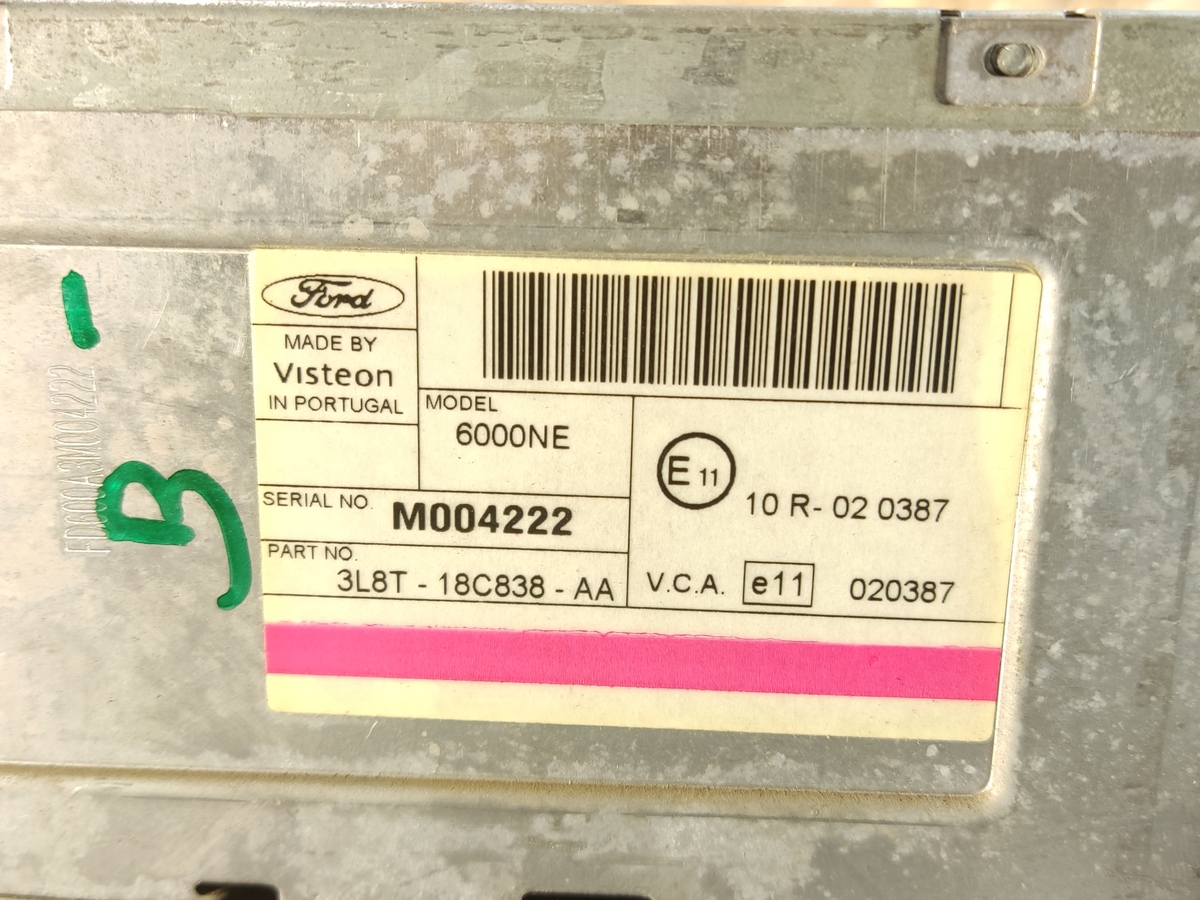 Ford
MADE BY
Visteon
IN PORTUGAL
MODEL
6000NE
SERIAL NO. M004222
PART NO.
3L8T - 18C838 - AA
E 11
10 R- 02 0387
V.C.A. e11 020387
M004222
B